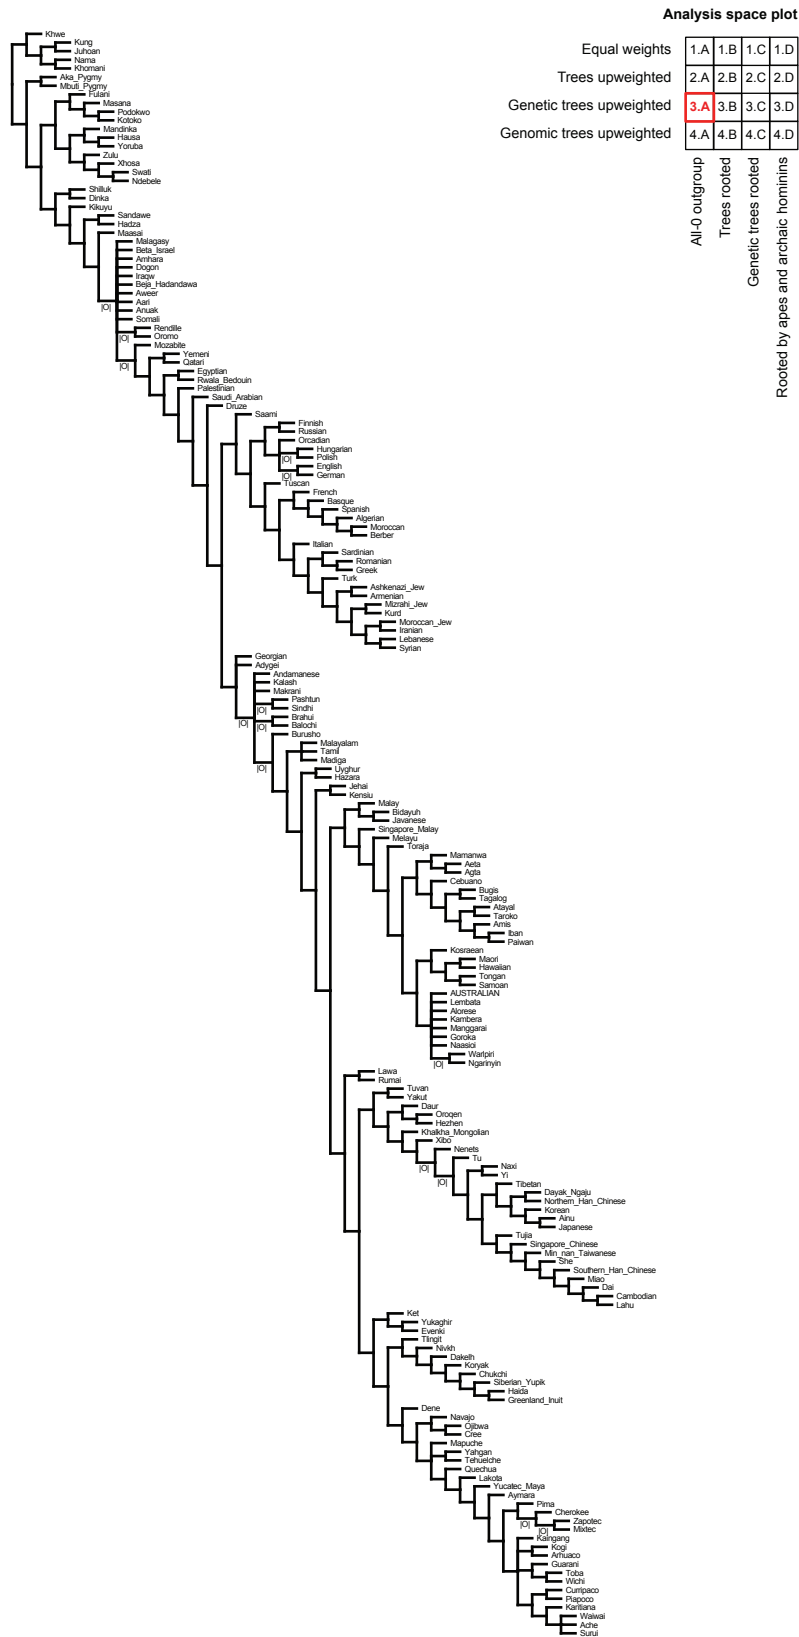 Analysis space plot
Equal weights 1.A 1.B 1.C 1.D
Trees upweighted 2.A 2.B 2.C 2.D
Genetic trees upweighted 3.A 3.B 3.C 3.D
Genomic trees upweighted 4.A 4.B 4.C 4.D
All-0 outgroup
Trees rooted
Genetic trees rooted
Rooted by apes and archaic hominins
Khwe
Kung
Juhoan
Nama
Khomani
Aka_Pygmy
Mbuti_Pygmy
Fulani
Masana
Podokwo
Kotoko
Mandinka
Hausa
Yoruba
Zulu
Xhosa
Swati
Ndebele
Shilluk
Dinka
Kikuyu
Sandawe
Hadza
Maasai
Malagasy
Beta_Israel
Amhara
Dogon
Iraqw
Beja_Hadandawa
Aweer
Aari
|O|
Anuak
Somali
Rendille
|O|
Oromo
Mozabite
Yemeni
|O|
Qatari
Egyptian
Rwala_Bedouin
Palestinian
Saudi_Arabian
Druze
Saami
Finnish
Russian
Orcadian
Hungarian
|O|
Polish
English
|O|
German
Tuscan
French
Basque
Spanish
Algerian
Moroccan
Berber
Italian
Sardinian
Romanian
Greek
Turk
Ashkenazi_Jew
Armenian
Mizrahi_Jew
Kurd
Moroccan_Jew
Iranian
Lebanese
Syrian
Georgian
Adygei
Andamanese
Kalash
Makrani
Pashtun
|O|
Sindhi
Brahui
|O| |O|
Balochi
Burusho
Malayalam
Tamil
Madiga
|O|
Uyghur
Hazara
Jehai
Kensiu
Malay
Bidayuh
Javanese
Singapore_Malay
Melayu
Toraja
Mamanwa
Aeta
Agta
Cebuano
Bugis
Tagalog
Atayal
Taroko
Amis
Iban
Paiwan
Kosraean
Maori
Hawaiian
Tongan
Samoan
AUSTRALIAN
Lembata
Alorese
Kambera
Manggarai
Goroka
Naasioi
Warlpiri
|O|
Ngarinyin
Lawa
Rumai
Tuvan
Yakut
Daur
Oroqen
Hezhen
Khalkha_Mongolian
Xibo
Nenets
Tu
Naxi
|O|
Yi
Tibetan
|O|
Dayak_Ngaju
Northern_Han_Chinese
Korean
Ainu
Japanese
Tujia
Singapore_Chinese
Min_nan_Taiwanese
She
Southern_Han_Chinese
Miao
Dai
Cambodian
Lahu
Ket
Yukaghir
Evenki
Tlingit
Nivkh
Dakelh
Koryak
Chukchi
Siberian_Yupik
Haida
Greenland_Inuit
Dene
Navajo
Ojibwa
Cree
Mapuche
Yahgan
Tehuelche
Quechua
Lakota
Yucatec_Maya
Aymara
Pima
Cherokee
Zapotec
|O|
Mixtec
|O|
Kaingang
Kogi
Arhuaco
Guarani
Toba
Wichi
Curripaco
Piapoco
Karitiana
Waiwai
Ache
Surui